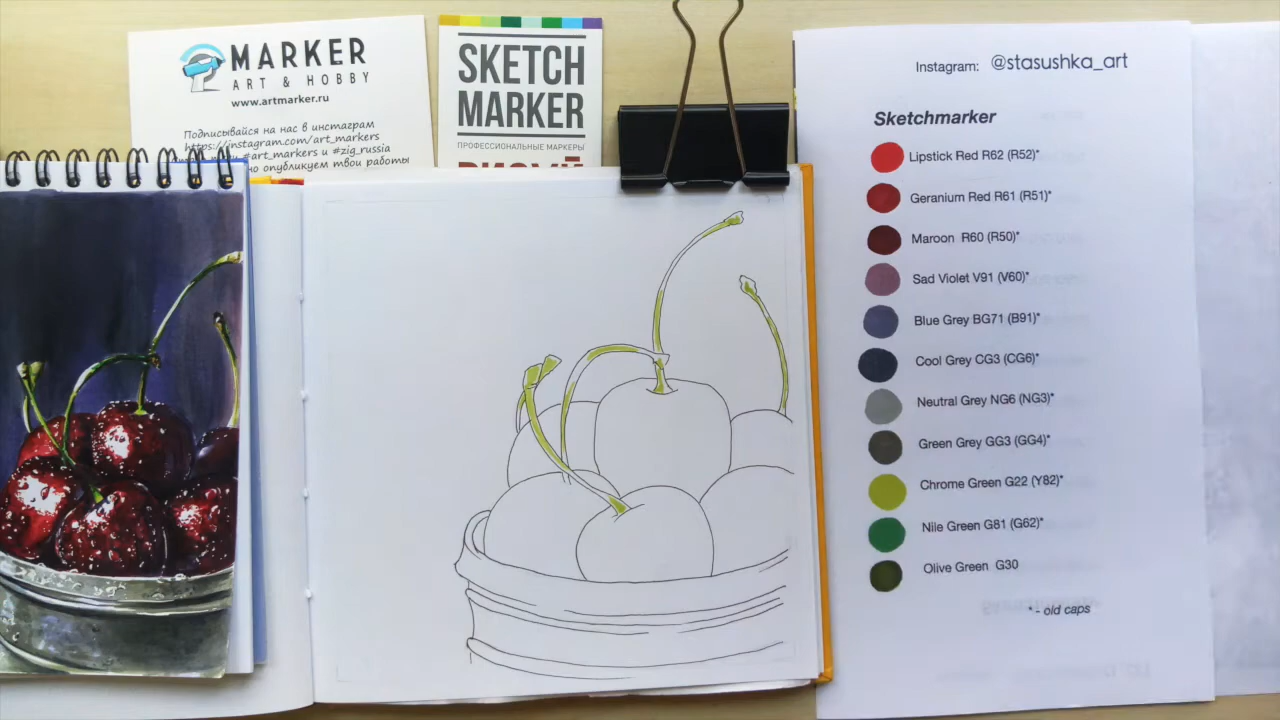 MARKER
ART & HOBBY
www.artmarker.ru
Подписывайся на нас в инстаграм
https://instagram.com/art_markers
#art_markers и #zig_russia
но опубликуем твои работы
SKETCH
MARKER
ПРОФЕССИОНАЛЬНЫЕ МАРКЕРЫ
Instagram: @stasushka_art
Sketchmarker
Lipstick Red R62 (R52)*
Geranium Red R61 (R51)*
Maroon R60 (R50)*
Sad Violet V91 (V60)*
Blue Grey BG71 (B91)*
Cool Grey CG3 (CG6)*
Neutral Grey NG6 (NG3)*
Green Grey GG3 (GG4)*
Chrome Green G22 (Y82)*
Nile Green G81 (G62)*
Olive Green G30
* - old caps